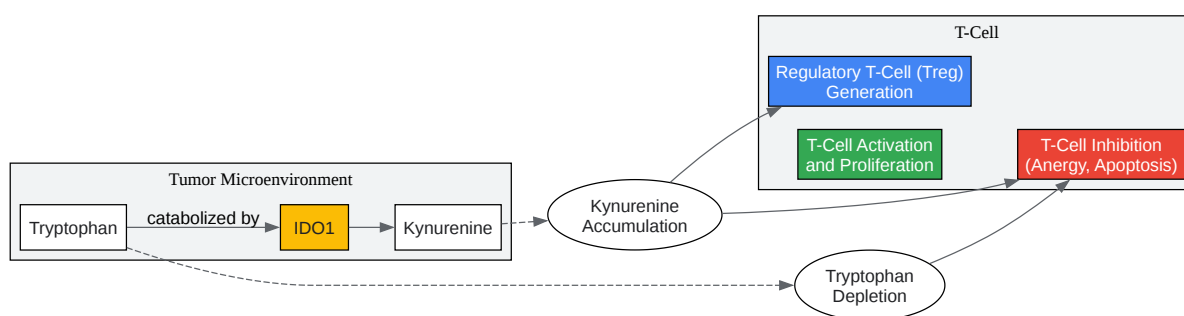 T-Cell
Regulatory T-Cell (Treg)
Generation
T-Cell Activation
and Proliferation
T-Cell Inhibition
(Anergy, Apoptosis)
Tumor Microenvironment
Tryptophan
catabolized by
IDO1
Kynurenine
Kynurenine
Accumulation
Tryptophan
Depletion